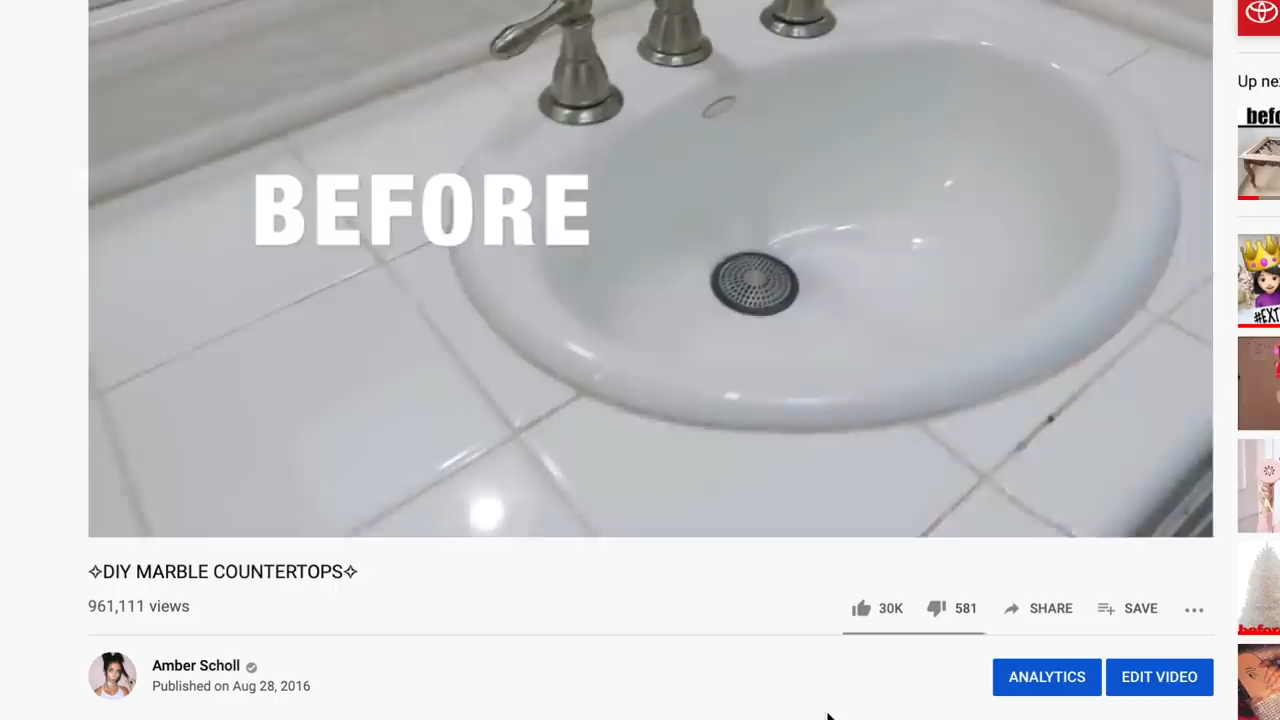 BEFORE
✧DIY MARBLE COUNTERTOPS✧
961,111 views
30K
581
SHARE
SAVE
Amber Scholl
Published on Aug 28, 2016
ANALYTICS
EDIT VIDEO
Up